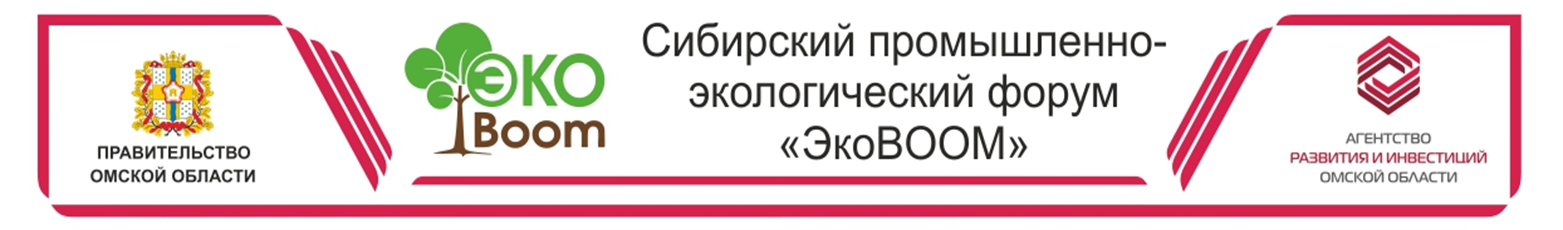 ПРАВИТЕЛЬСТВО
ОМСКОЙ ОБЛАСТИ
ЭКО
Boom
Сибирский промышленно-
экологический форум
«ЭкоBOOM»
АГЕНТСТВО
РАЗВИТИЯ И ИНВЕСТИЦИЙ
ОМСКОЙ ОБЛАСТИ